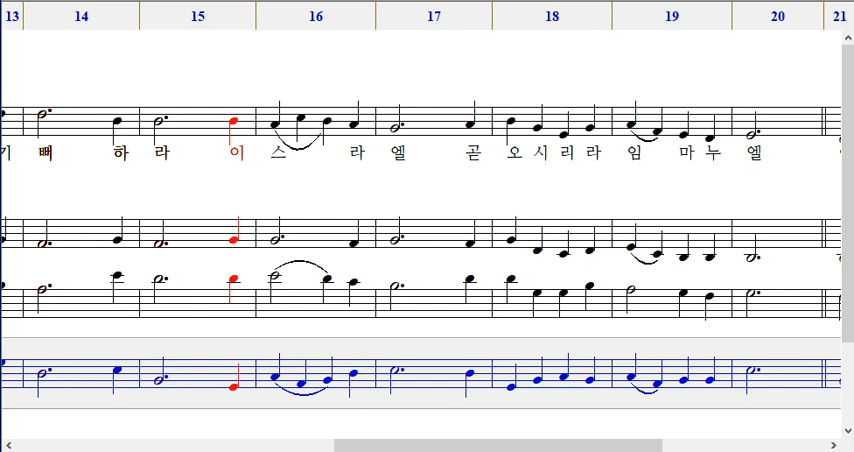 13 14 15 16 17 18 19 20 21
기 뻐 하 라 이 스 라 엘 곧 오 시 리 라 임 마 누 엘